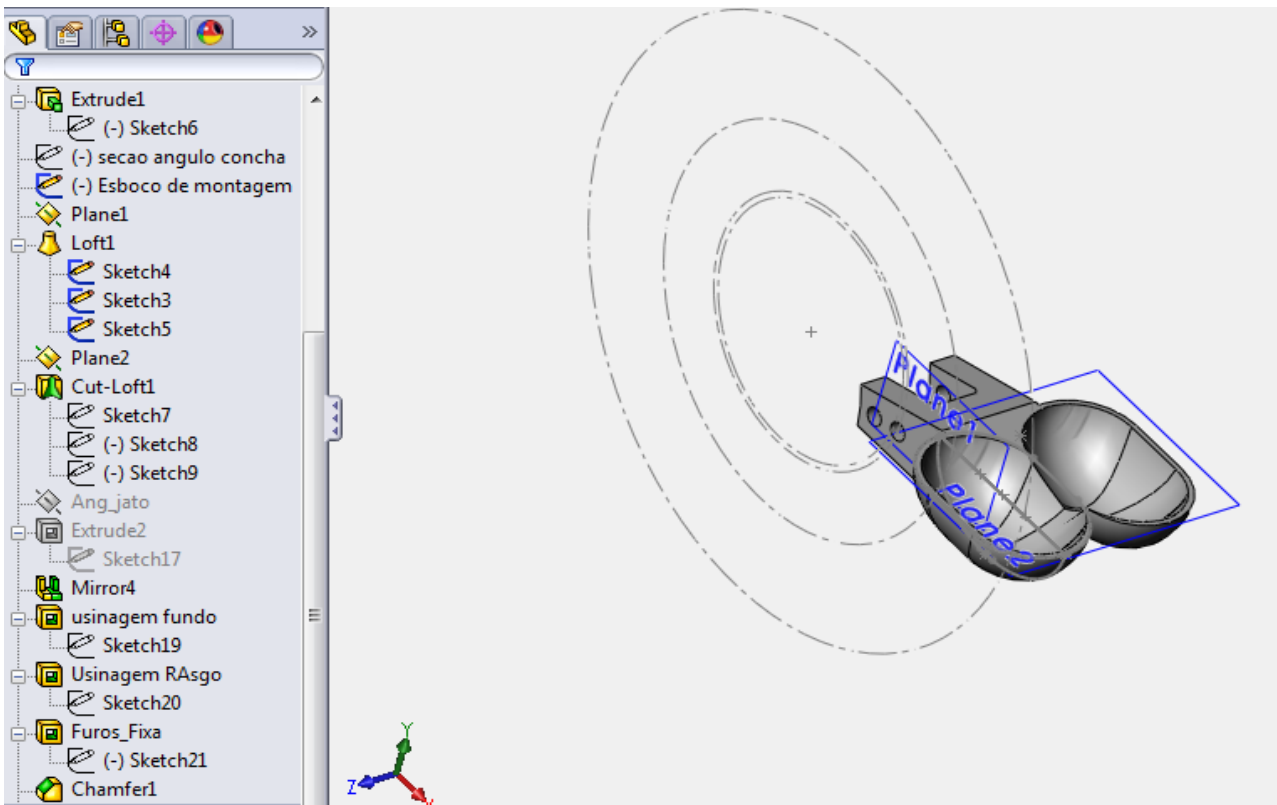 »
Extrude1
(-) Sketch6
(-) secao angulo concha
(-) Esboco de montagem
Plane1
Loft1
Sketch4
Sketch3
Sketch5
Plane2
Cut-Loft1
Sketch7
(-) Sketch8
(-) Sketch9
Ang_jato
Extrude2
Sketch17
Mirror4
usinagem fundo
Sketch19
Usinagem RAsgo
Sketch20
Furos_Fixa
(-) Sketch21
Chamfer1
Plane1
Plane2
Y
Z
X